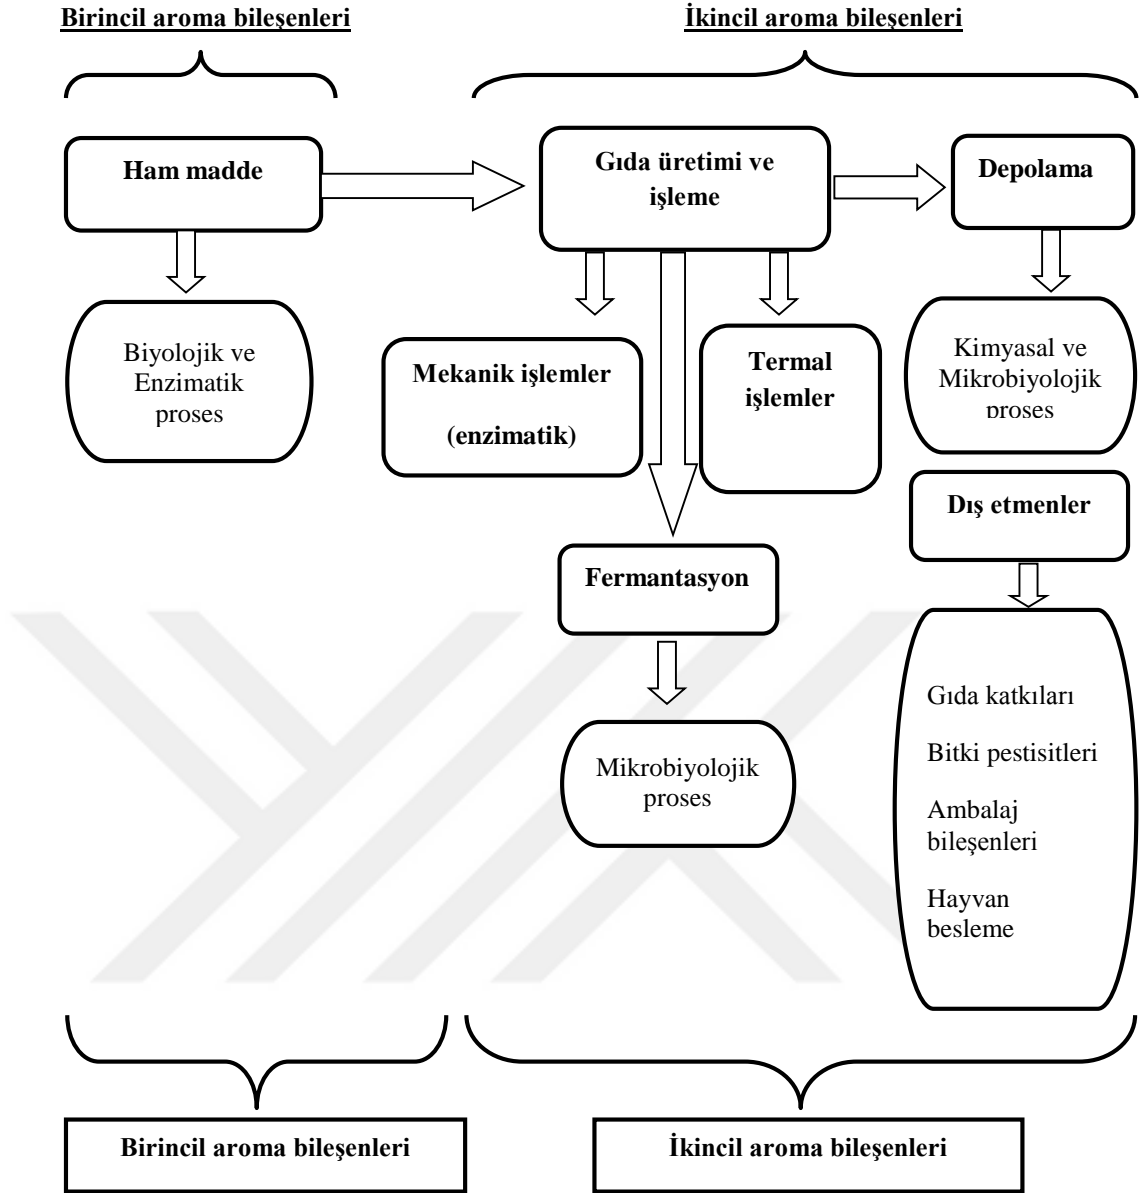 Birincil aroma bileşenleri
İkincil aroma bileşenleri
Ham madde
Gıda üretimi ve
işleme
Depolama
Biyolojik ve
Enzimatik
proses
Mekanik işlemler
(enzimatik)
Termal
işlemler
Kimyasal ve
Mikrobiyolojik
proses
Dış etmenler
Fermantasyon
Mikrobiyolojik
proses
Gıda katkıları
Bitki pestisitleri
Ambalaj
bileşenleri
Hayvan
besleme
Birincil aroma bileşenleri
İkincil aroma bileşenleri